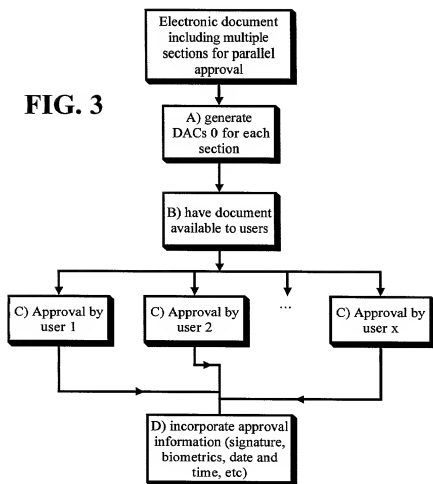 Electronic document
including multiple
sections for parallel
approval
FIG. 3
A) generate
DACs 0 for each
section
B) have document
available to users
C) Approval by
user 1
C) Approval by
user 2
...
C) Approval by
user x
D) incorporate approval
information (signature,
biometrics, date and
time, etc)